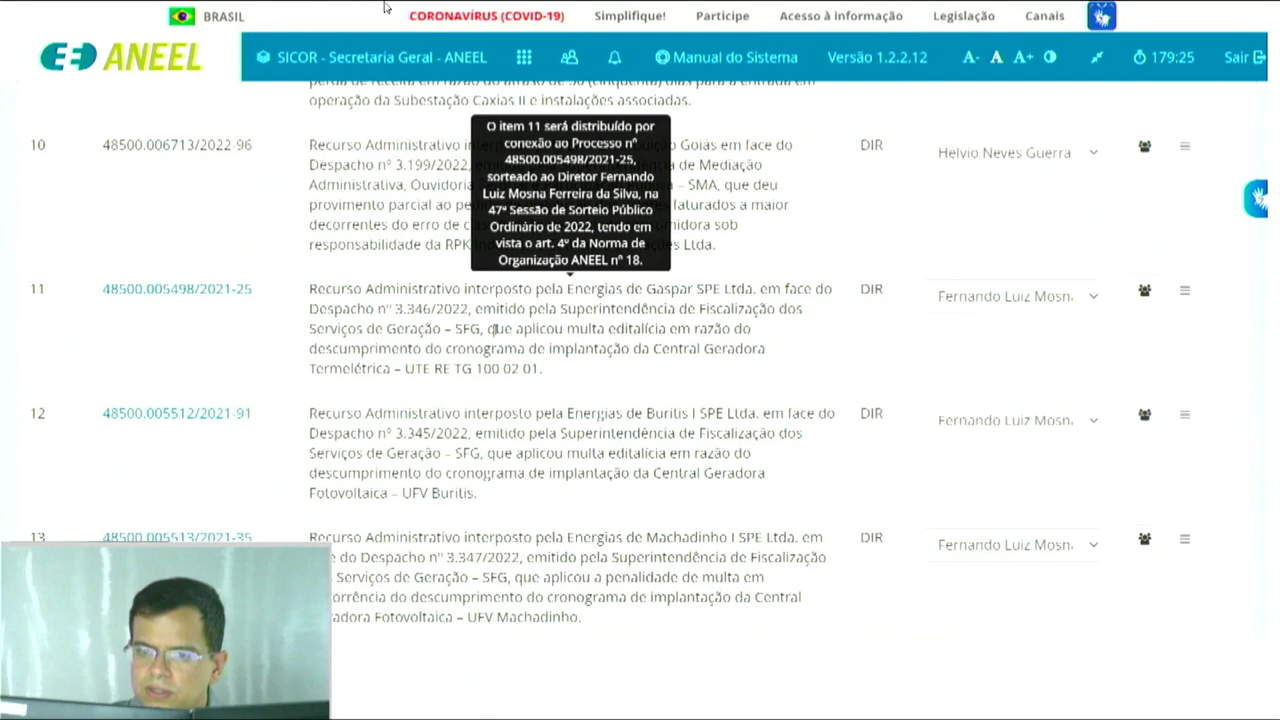 BRASIL
CORONAVÍRUS (COVID-19) Simplifique! Participe Acesso à informação Legislação Canais
ANEEL
SICOR - Secretaria Geral - ANEEL Manual do Sistema Versão 1.2.2.12 A- A A+ 179:25 Sair
operação da Subestação Caxias II e instalações associadas.
O item 11 será distribuído por
conexão ao Processo nº
48500.005498/2021-25,
sorteado ao Diretor Fernando
Luiz Mosna Ferreira da Silva, na
47ª Sessão de Sorteio Público
Ordinário de 2022, tendo em
vista o art. 4º da Norma de
Organização ANEEL nº 18.
10 48500.006713/2022-96 Recurso Administrativo Goiás em face do DIR Hélvio Neves Guerra
Despacho nº 3.199/2022, de Mediação
Administrativa, Ouvidoria – SMA, que deu
provimento parcial ao faturados a maior
decorrentes do erro de sob
responsabilidade da RPK Ltda.
11 48500.005498/2021-25 Recurso Administrativo interposto pela Energias de Gaspar SPE Ltda. em face do DIR Fernando Luiz Mosna
Despacho nº 3.346/2022, emitido pela Superintendência de Fiscalização dos
Serviços de Geração – SFG, que aplicou multa editalícia em razão do
descumprimento do cronograma de implantação da Central Geradora
Termelétrica – UTE RE TG 100 02 01.
12 48500.005512/2021-91 Recurso Administrativo interposto pela Energias de Buritis I SPE Ltda. em face do DIR Fernando Luiz Mosna
Despacho nº 3.345/2022, emitido pela Superintendência de Fiscalização dos
Serviços de Geração – SFG, que aplicou multa editalícia em razão do
descumprimento do cronograma de implantação da Central Geradora
Fotovoltaica – UFV Buritis.
13 48500.005513/2021-35 Recurso Administrativo interposto pela Energias de Machadinho I SPE Ltda. em DIR Fernando Luiz Mosna
do Despacho nº 3.347/2022, emitido pela Superintendência de Fiscalização
Serviços de Geração – SFG, que aplicou a penalidade de multa em
orrência do descumprimento do cronograma de implantação da Central
adora Fotovoltaica – UFV Machadinho.